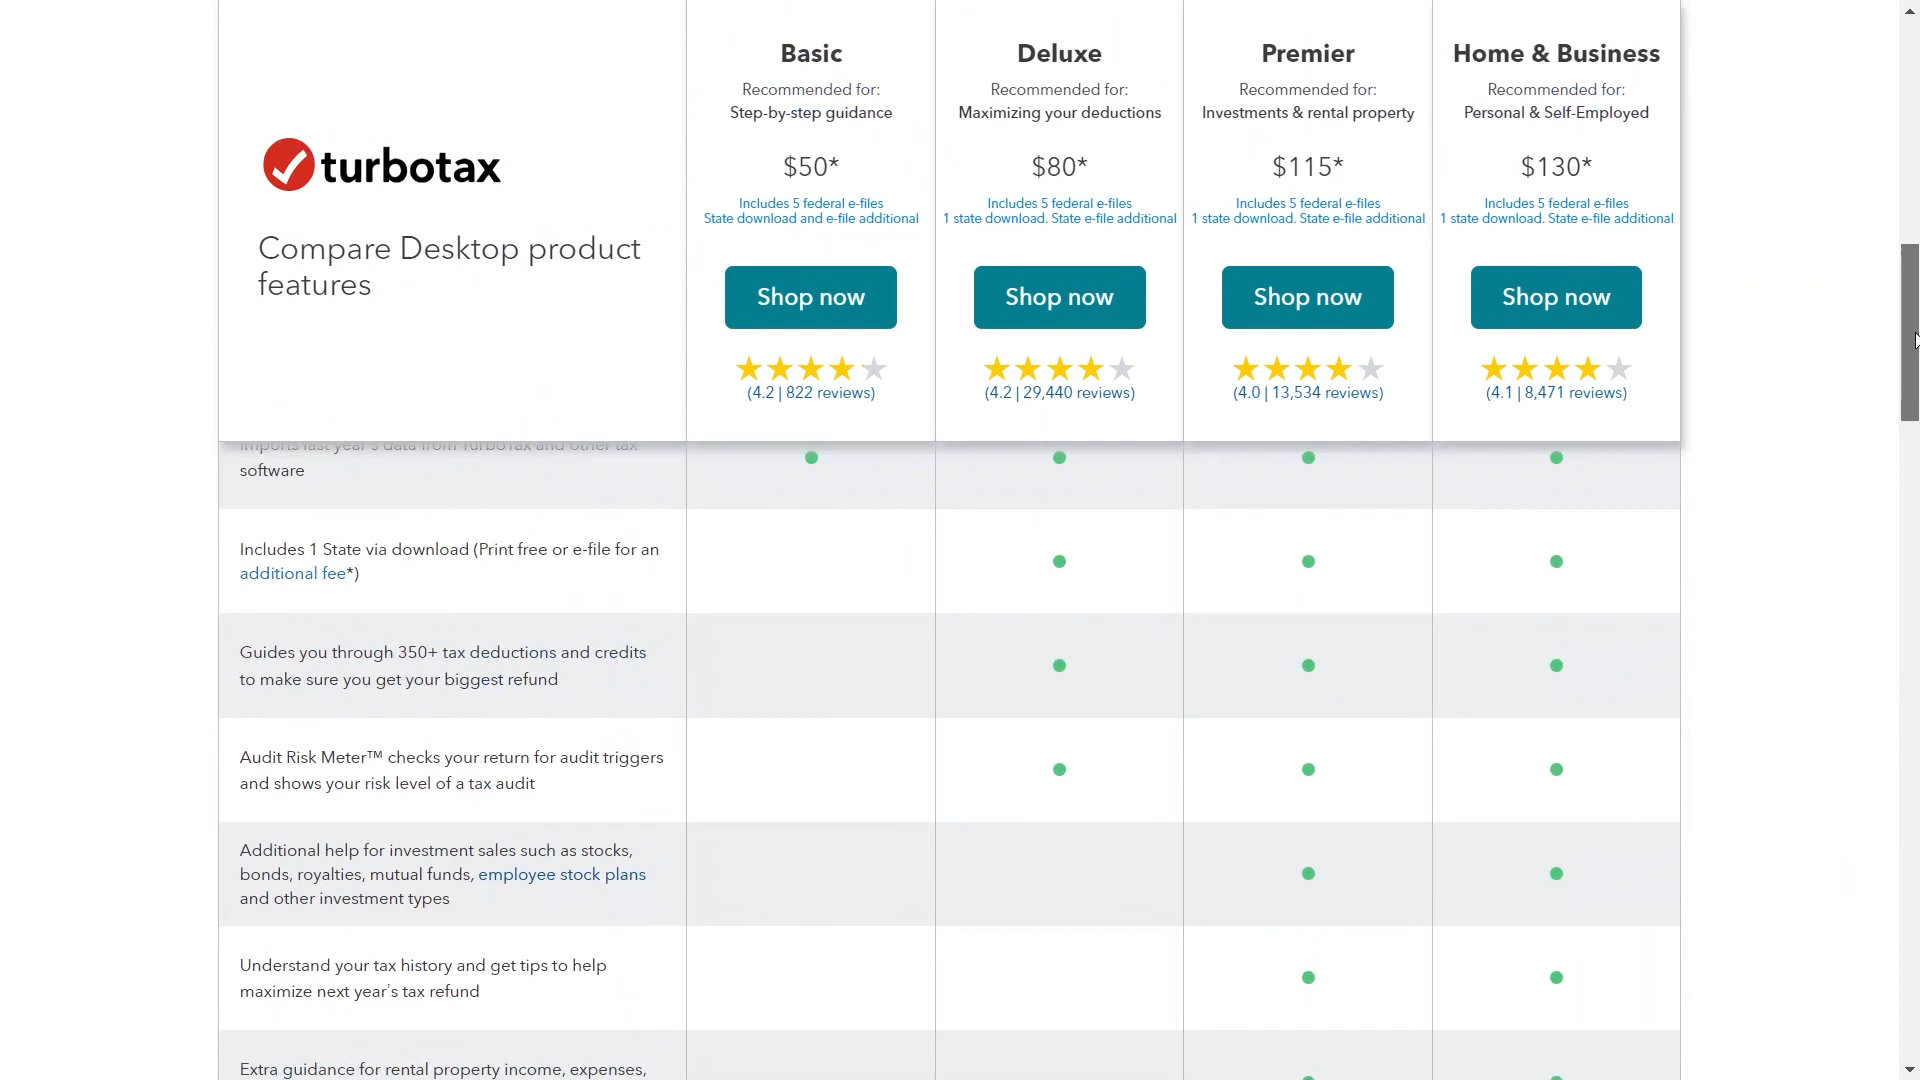 Basic
Deluxe
Premier
Home & Business
Recommended for:
Recommended for:
Recommended for:
Recommended for:
Step-by-step guidance
Maximizing your deductions
Investments & rental property
Personal & Self-Employed
turbotax
$50*
$80*
$115*
$130*
Includes 5 federal e-files
State download and e-file additional
Includes 5 federal e-files
1 state download. State e-file additional
Includes 5 federal e-files
1 state download. State e-file additional
Includes 5 federal e-files
1 state download. State e-file additional
Compare Desktop product
features
Shop now
Shop now
Shop now
Shop now
(4.2 | 822 reviews)
(4.2 | 29,440 reviews)
(4.0 | 13,534 reviews)
(4.1 | 8,471 reviews)
Imports last year's data from TurboTax and other tax
software
Includes 1 State via download (Print free or e-file for an
additional fee*)
Guides you through 350+ tax deductions and credits
to make sure you get your biggest refund
Audit Risk Meter™ checks your return for audit triggers
and shows your risk level of a tax audit
Additional help for investment sales such as stocks,
bonds, royalties, mutual funds, employee stock plans
and other investment types
Understand your tax history and get tips to help
maximize next year's tax refund
Extra guidance for rental property income, expenses,